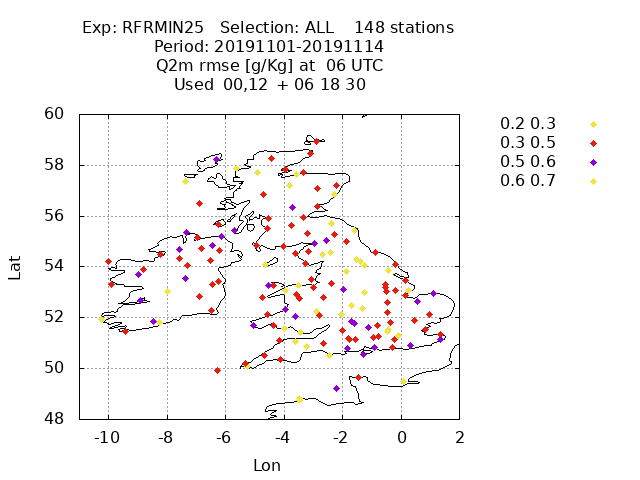 Exp: RFRMIN25 Selection: ALL 148 stations
Period: 20191101-20191114
Q2m rmse [g/Kg] at 06 UTC
Used 00,12 + 06 18 30
0.2 0.3
0.3 0.5
0.5 0.6
0.6 0.7
60
58
56
54
52
50
48
Lat
-10 -8 -6 -4 -2 0 2
Lon